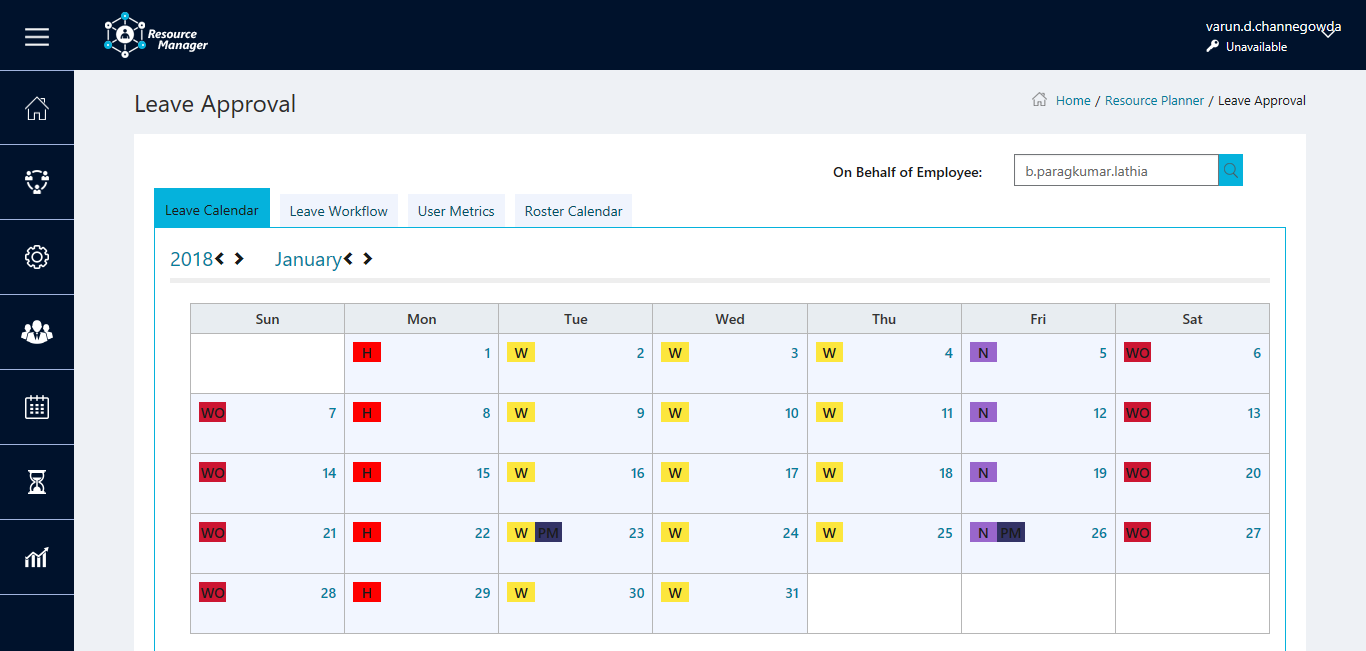 Resource
Manager
varun.d.channegowda
Unavailable
Leave Approval
Home / Resource Planner / Leave Approval
On Behalf of Employee: b.paragkumar.lathia
Leave Calendar Leave Workflow User Metrics Roster Calendar
2018 January
Sun Mon Tue Wed Thu Fri Sat
H 1 W 2 W 3 W 4 N 5 WO 6
WO 7 H 8 W 9 W 10 W 11 N 12 WO 13
WO 14 H 15 W 16 W 17 W 18 N 19 WO 20
WO 21 H 22 W PM 23 W 24 W 25 N PM 26 WO 27
WO 28 H 29 W 30 W 31